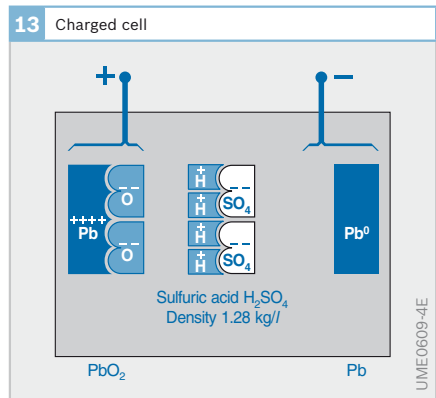 13 Charged cell
+ −
++++
Pb
−−
O
−−
O
+
H
+
H
+
H
+
H
−−
SO₄
−−
SO₄
Pb⁰
Sulfuric acid H₂SO₄
Density 1.28 kg/l
PbO₂ Pb
UME0609-4E